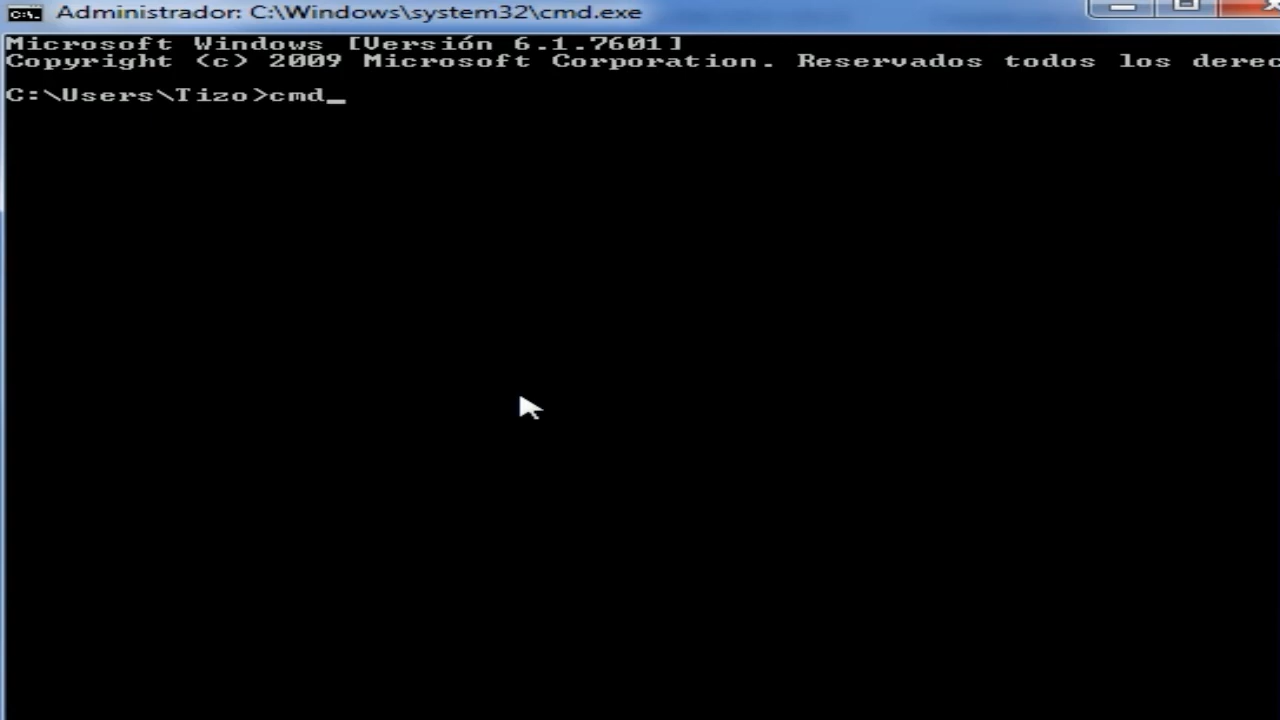 Administrador: C:\Windows\system32\cmd.exe
Microsoft Windows [Versión 6.1.7601]
Copyright (c) 2009 Microsoft Corporation. Reservados todos los derec
C:\Users\Tizo>cmd_